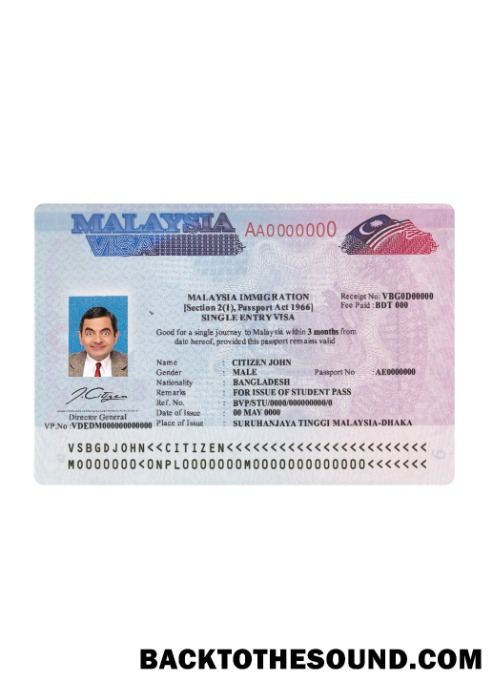 MALAYSIA
VISA
AA0000000
MALAYSIA IMMIGRATION
[Section 2(1), Passport Act 1966]
SINGLE ENTRY VISA
Receipt No: VBG0D00000
Fee Paid : BDT 000
Good for a single journey to Malaysia within 3 months from
date hereof, provided this passport remains valid
Name : CITIZEN JOHN
Gender : MALE Passport No : AE0000000
Nationality : BANGLADESH
Remarks : FOR ISSUE OF STUDENT PASS
Ref. No. : BVP/STU/0000/000000000/0
Date of Issue : 00 MAY 0000
Place of Issue : SURUHANJAYA TINGGI MALAYSIA-DHAKA
J. Citizen
Director General
VP.No :VDEDM00000000000000
VSBGDJOHN<<CITIZEN<<<<<<<<<<<<<<<<<<<<<<<<<<
M0000000<0NPL0000000M00000000000000<<<<<<<
BACKTOTHESOUND.COM